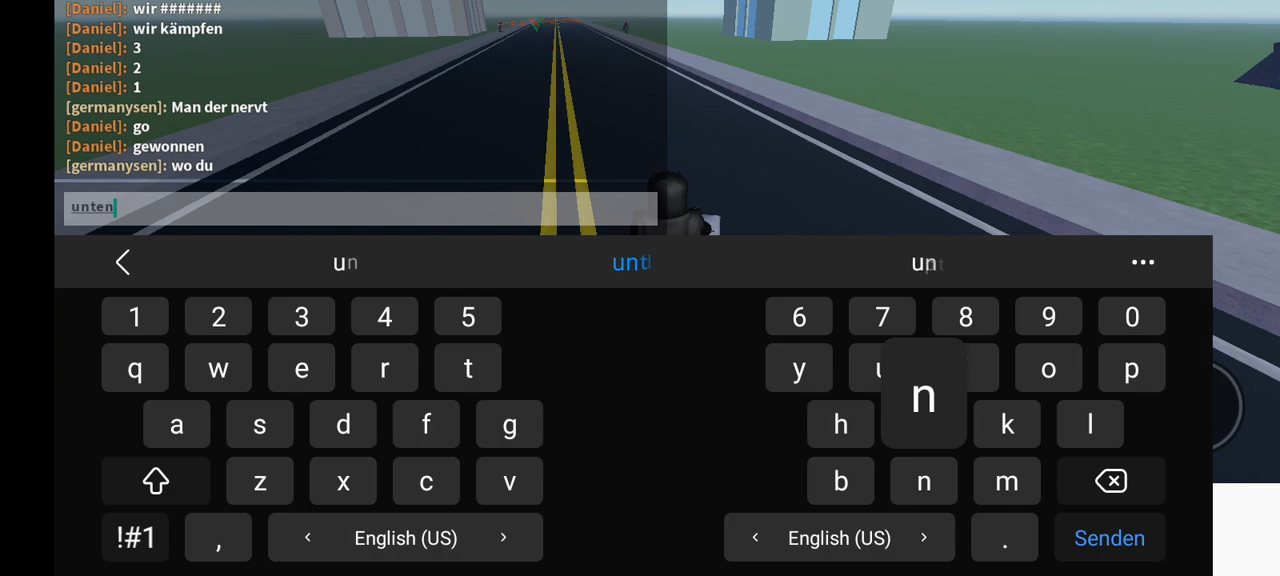 [Daniel]: wir #######
[Daniel]: wir kämpfen
[Daniel]: 3
[Daniel]: 2
[Daniel]: 1
[germanysen]: Man der nervt
[Daniel]: go
[Daniel]: gewonnen
[germanysen]: wo du
unten
un unt un
1 2 3 4 5 6 7 8 9 0
q w e r t y u o p
a s d f g h n k l
z x c v b n m
!#1 , < English (US) > < English (US) > . Senden